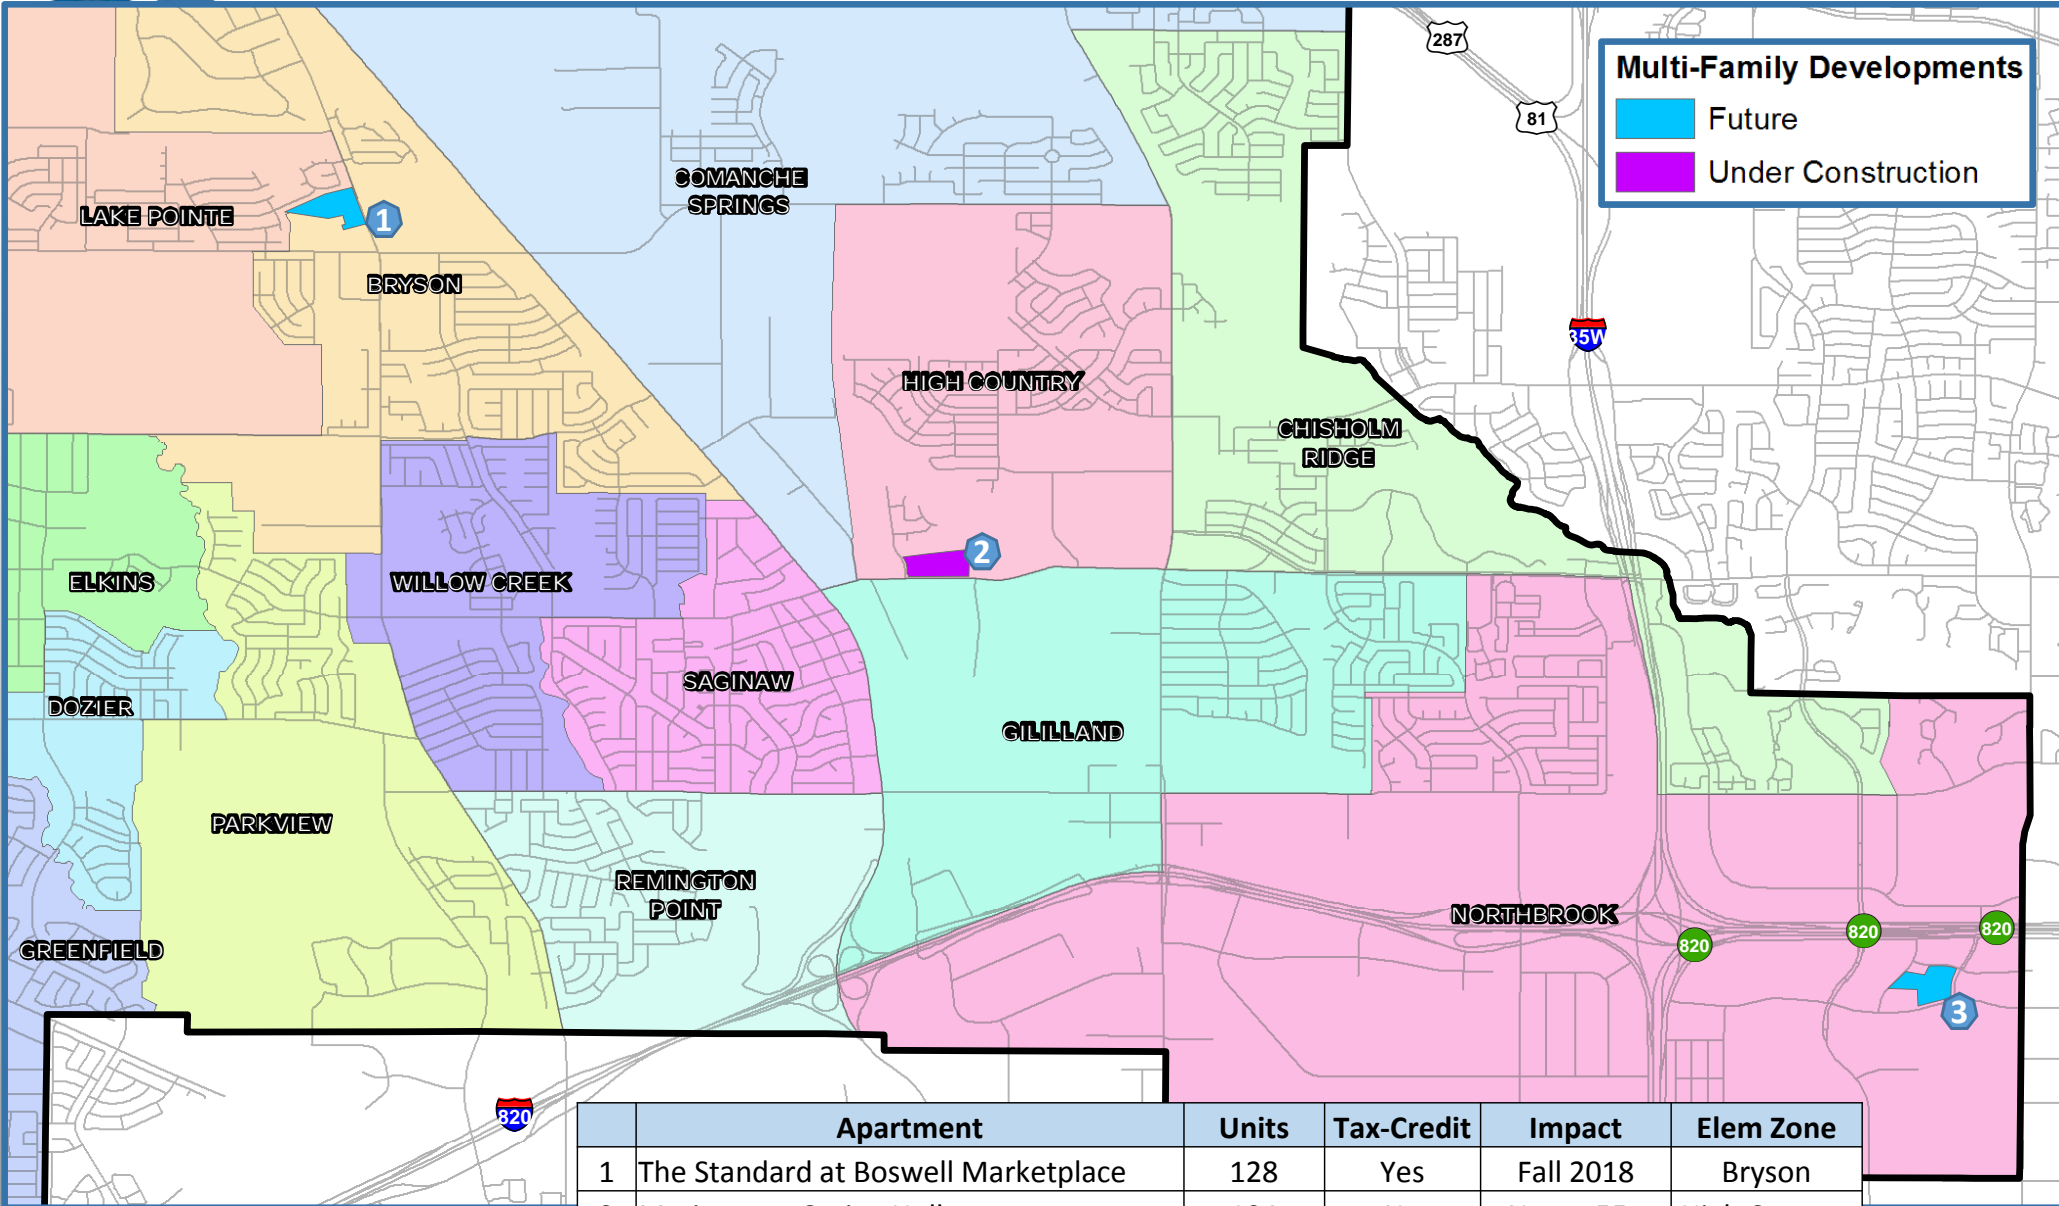 287
81
Multi-Family Developments
Future
Under Construction
COMANCHE
SPRINGS
LAKE POINTE
1
BRYSON
35W
HIGH COUNTRY
CHISHOLM
RIDGE
2
ELKINS
WILLOW CREEK
SAGINAW
DOZIER
GILILLAND
PARKVIEW
REMINGTON
POINT
NORTHBROOK
GREENFIELD
820
820
820
3
820
Apartment Units Tax-Credit Impact Elem Zone
1 The Standard at Boswell Marketplace 128 Yes Fall 2018 Bryson